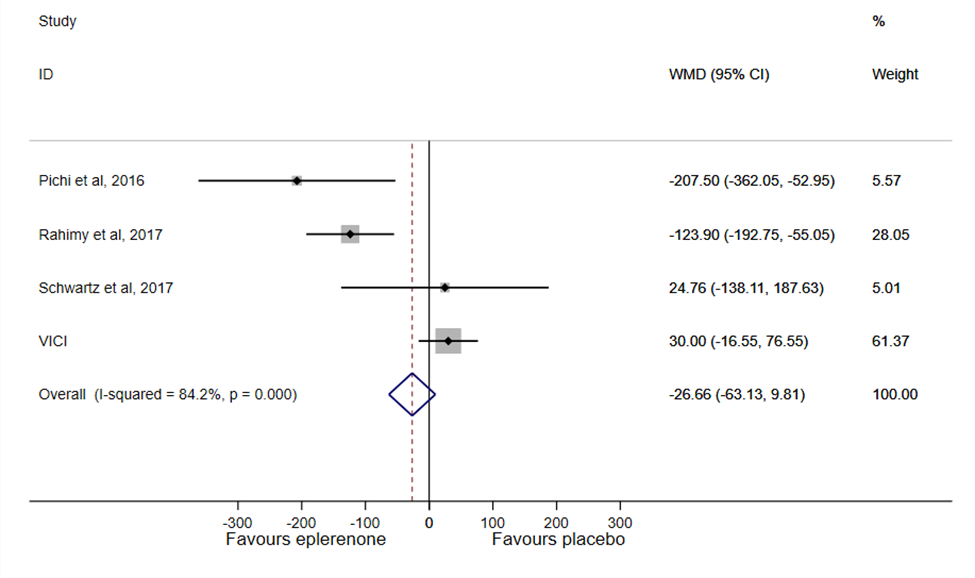 Study %
ID WMD (95% CI) Weight
Pichi et al, 2016 -207.50 (-362.05, -52.95) 5.57
Rahimy et al, 2017 -123.90 (-192.75, -55.05) 28.05
Schwartz et al, 2017 24.76 (-138.11, 187.63) 5.01
VICI 30.00 (-16.55, 76.55) 61.37
Overall (I-squared = 84.2%, p = 0.000) -26.66 (-63.13, 9.81) 100.00
-300 -200 -100 0 100 200 300
Favours eplerenone Favours placebo